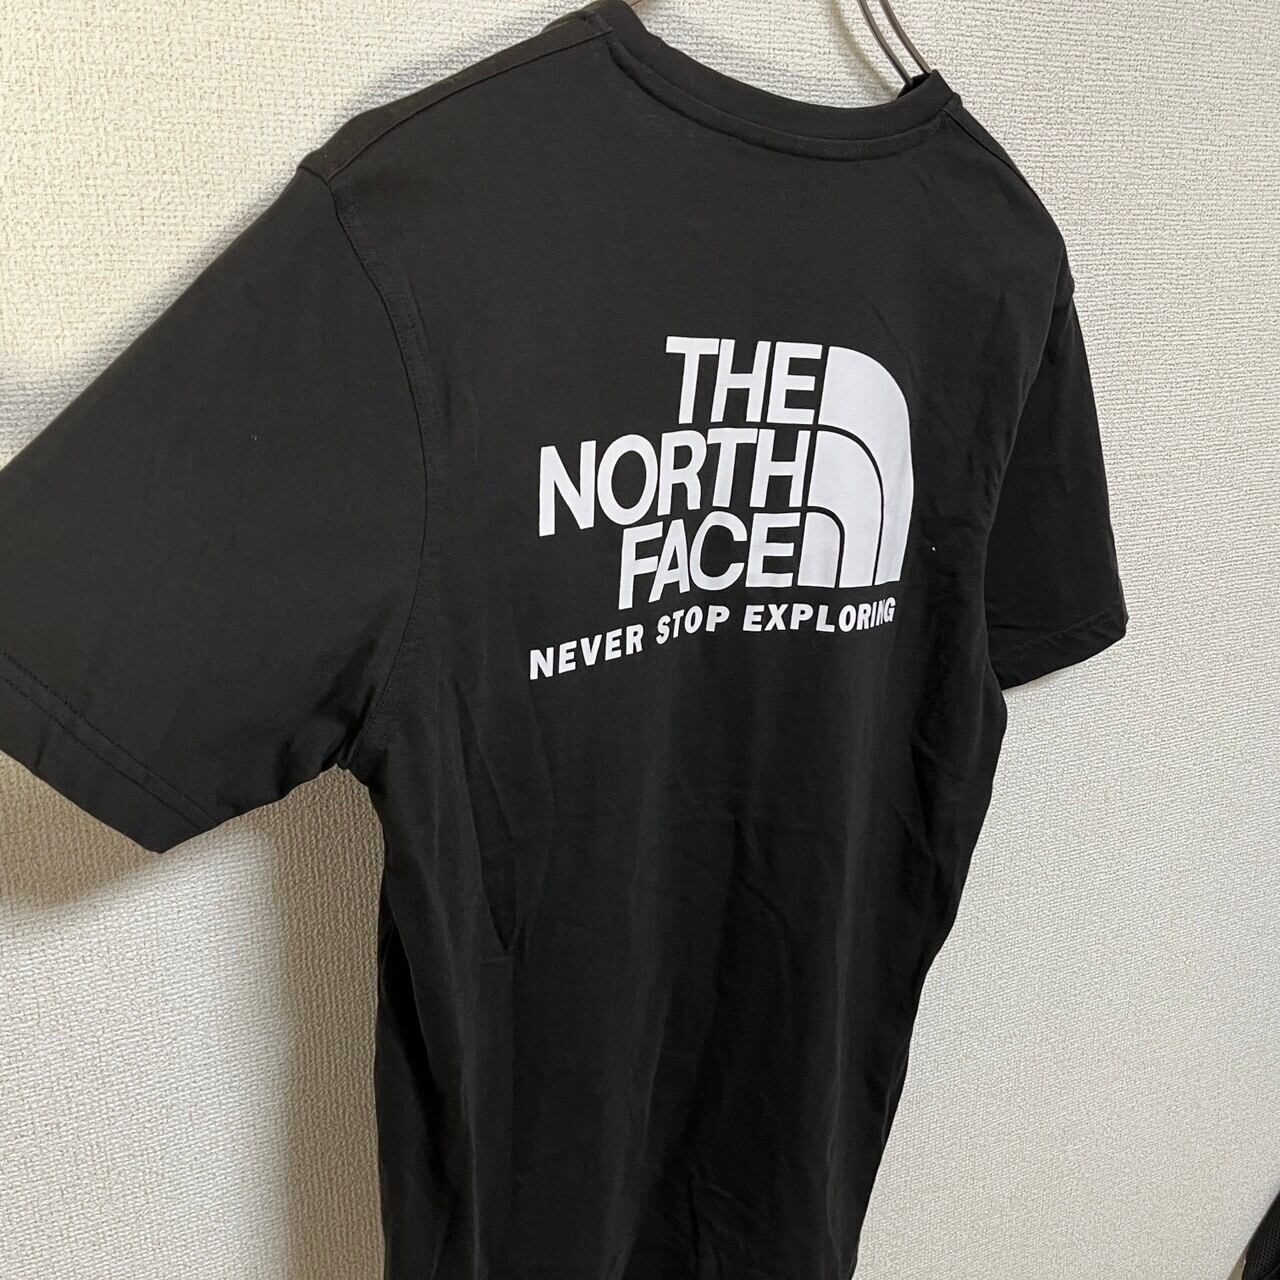 THE
NORTH
FACE
NEVER STOP EXPLORING